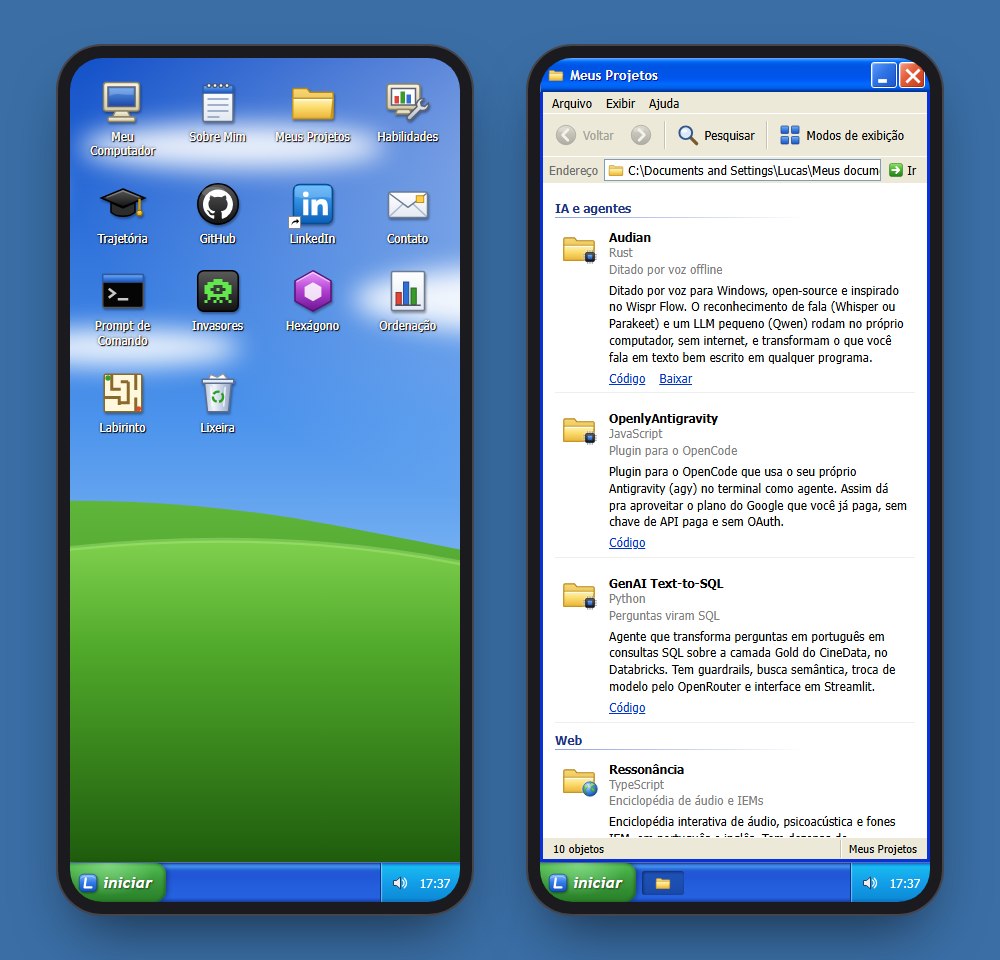 Meu
Computador
Sobre Mim
Meus Projetos
Habilidades
Trajetória
GitHub
in
LinkedIn
Contato
>_
Prompt de
Comando
Invasores
Hexágono
Ordenação
Labirinto
Lixeira
L iniciar
17:37
Meus Projetos
Arquivo Exibir Ajuda
Voltar Pesquisar Modos de exibição
Endereço C:\Documents and Settings\Lucas\Meus docum Ir
IA e agentes
Audian
Rust
Ditado por voz offline
Ditado por voz para Windows, open-source e inspirado
no Wispr Flow. O reconhecimento de fala (Whisper ou
Parakeet) e um LLM pequeno (Qwen) rodam no próprio
computador, sem internet, e transformam o que você
fala em texto bem escrito em qualquer programa.
Código Baixar
OpenlyAntigravity
JavaScript
Plugin para o OpenCode
Plugin para o OpenCode que usa o seu próprio
Antigravity (agy) no terminal como agente. Assim dá
pra aproveitar o plano do Google que você já paga, sem
chave de API paga e sem OAuth.
Código
GenAI Text-to-SQL
Python
Perguntas viram SQL
Agente que transforma perguntas em português em
consultas SQL sobre a camada Gold do CineData, no
Databricks. Tem guardrails, busca semântica, troca de
modelo pelo OpenRouter e interface em Streamlit.
Código
Web
Ressonância
TypeScript
Enciclopédia de áudio e IEMs
Enciclopédia interativa de áudio, psicoacústica e fones
IEM, em português e inglês. Tem dezenas de
10 objetos Meus Projetos
L iniciar
17:37